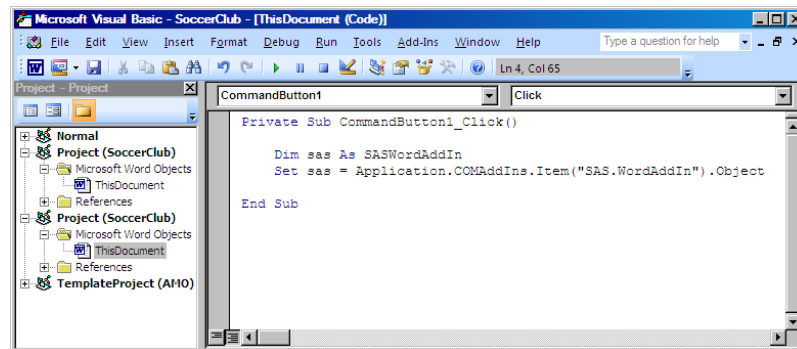 Microsoft Visual Basic - SoccerClub - [ThisDocument (Code)]
File Edit View Insert Format Debug Run Tools Add-Ins Window Help Type a question for help
Ln 4, Col 65
Project - Project
CommandButton1 Click
Normal
Project (SoccerClub)
Microsoft Word Objects
ThisDocument
References
Project (SoccerClub)
Microsoft Word Objects
ThisDocument
References
TemplateProject (AMO)
Private Sub CommandButton1_Click()
Dim sas As SASWordAddIn
Set sas = Application.COMAddIns.Item("SAS.WordAddIn").Object
End Sub